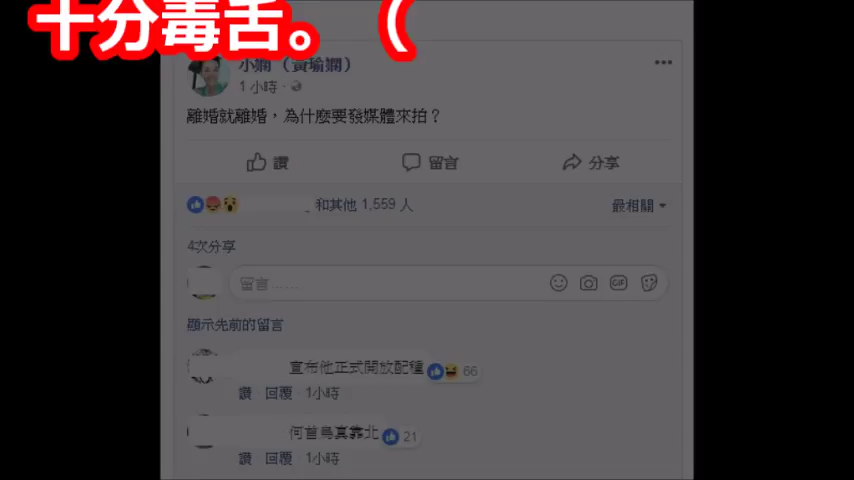 十分毒舌。（
小嫻（黃瑜嫻）
1 小時 ·
離婚就離婚，為什麼要發媒體來拍？
讚 留言 分享
和其他 1,559 人 最相關
4次分享
留言…… GIF
顯示先前的留言
宣布他正式開放配種 66
讚 · 回覆 · 1小時
何首烏真靠北 21
讚 · 回覆 · 1小時